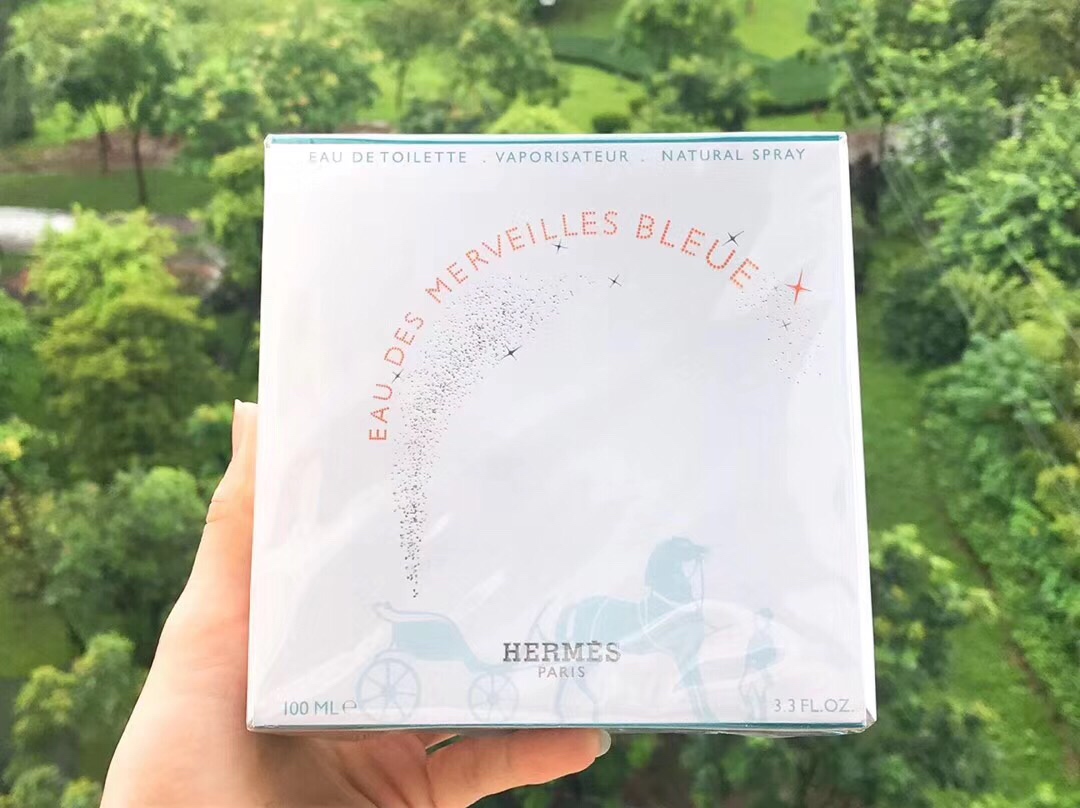 EAU DE TOILETTE . VAPORISATEUR . NATURAL SPRAY
EAU DES MERVEILLES BLEUE
HERMÈS
PARIS
100 ML ℮
3.3 FL.OZ.